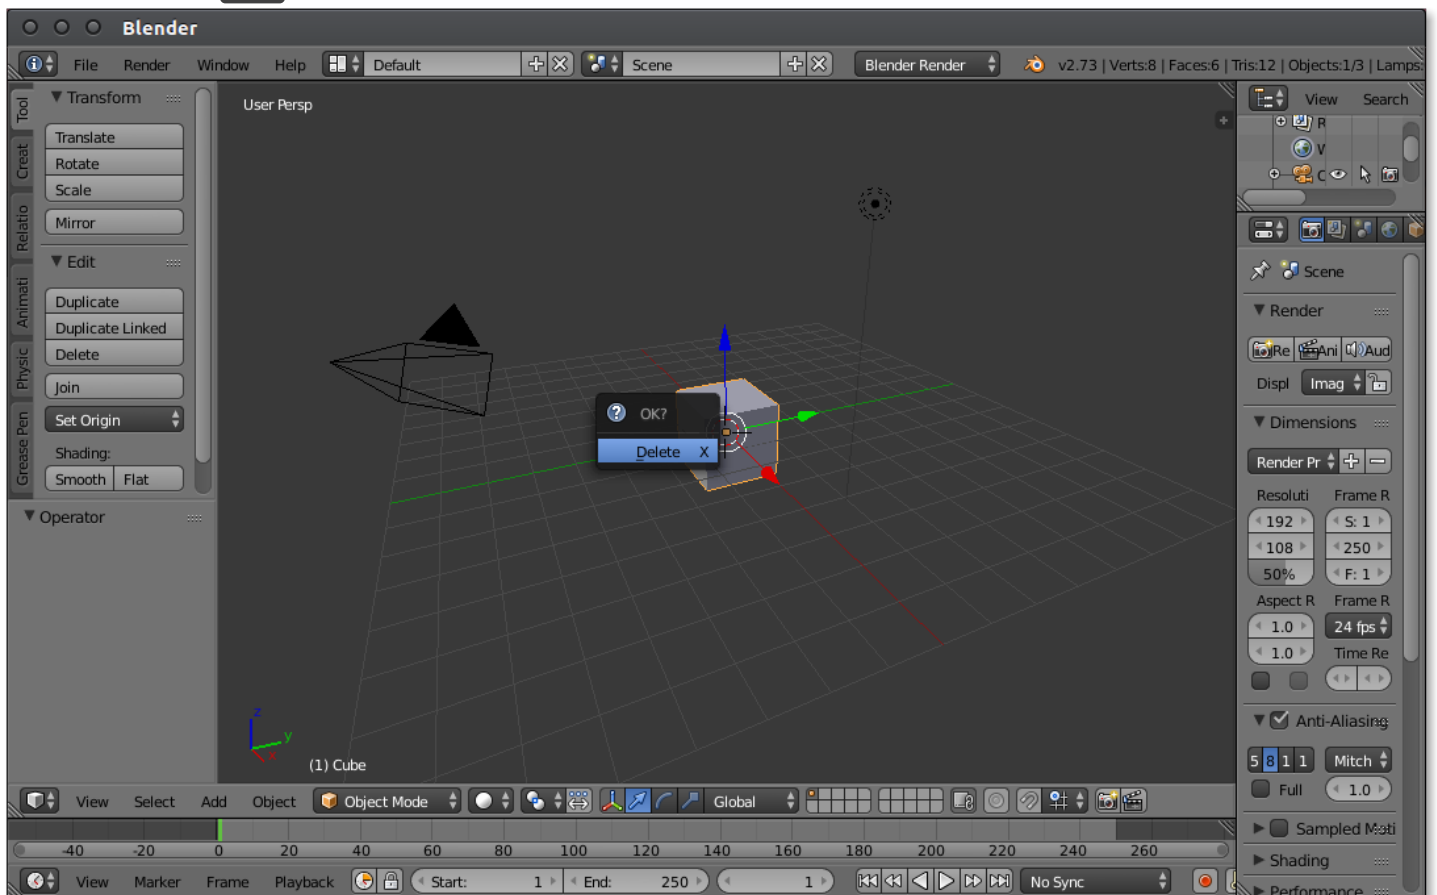 Blender
File Render Window Help Default Scene Blender Render v2.73 | Verts:8 | Faces:6 | Tris:12 | Objects:1/3 | Lamps:
Tool
Creat
Relatio
Animati
Physic
Grease Pen
Transform
Translate
Rotate
Scale
Mirror
Edit
Duplicate
Duplicate Linked
Delete
Join
Set Origin
Shading:
Smooth Flat
Operator
User Persp
OK?
Delete X
z
y
x
(1) Cube
View Select Add Object Object Mode Global
-40 -20 0 20 40 60 80 100 120 140 160 180 200 220 240 260
View Marker Frame Playback Start: 1 End: 250 1 No Sync
View Search
R
C
Scene
Render
Re Ani Aud
Displ Imag
Dimensions
Render Pr
Resoluti Frame R
192 S: 1
108 250
50% F: 1
Aspect R Frame R
1.0 24 fps
1.0 Time Re
Anti-Aliasing
5 8 1 1 Mitch
Full 1.0
Sampled Moti
Shading
Performance